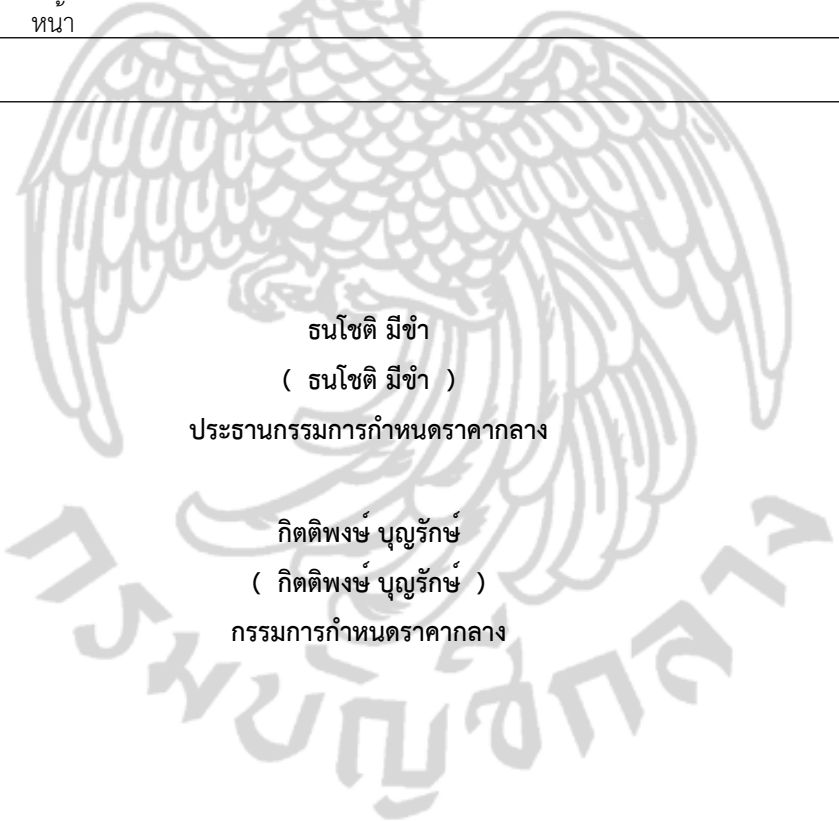 หน้า
ธนโชติ มีขำ
( ธนโชติ มีขำ )
ประธานกรรมการกำหนดราคากลาง
กิตติพงษ์ บุญรักษ์
( กิตติพงษ์ บุญรักษ์ )
กรรมการกำหนดราคากลาง
กรมบัญชีกลาง